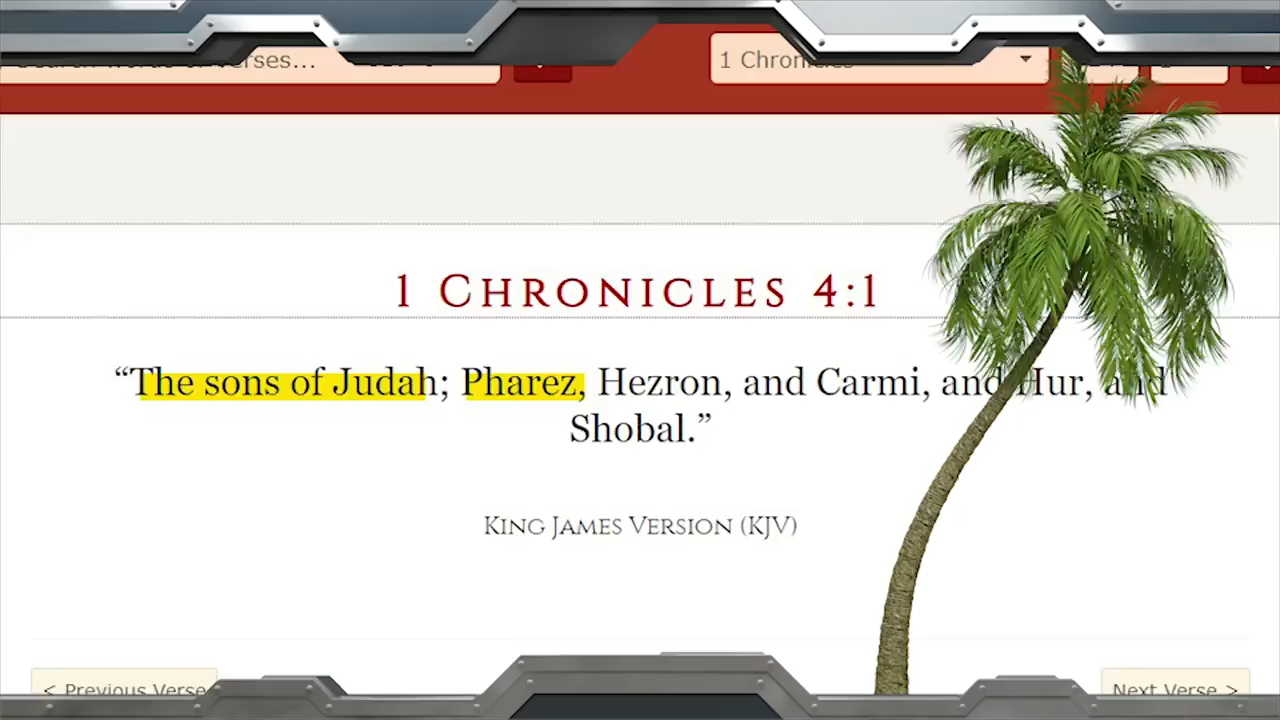 1 Chronicles
1 Chronicles 4:1
“The sons of Judah; Pharez, Hezron, and Carmi, and Hur, and
Shobal.”
King James Version (KJV)
< Previous Verse
Next Verse >